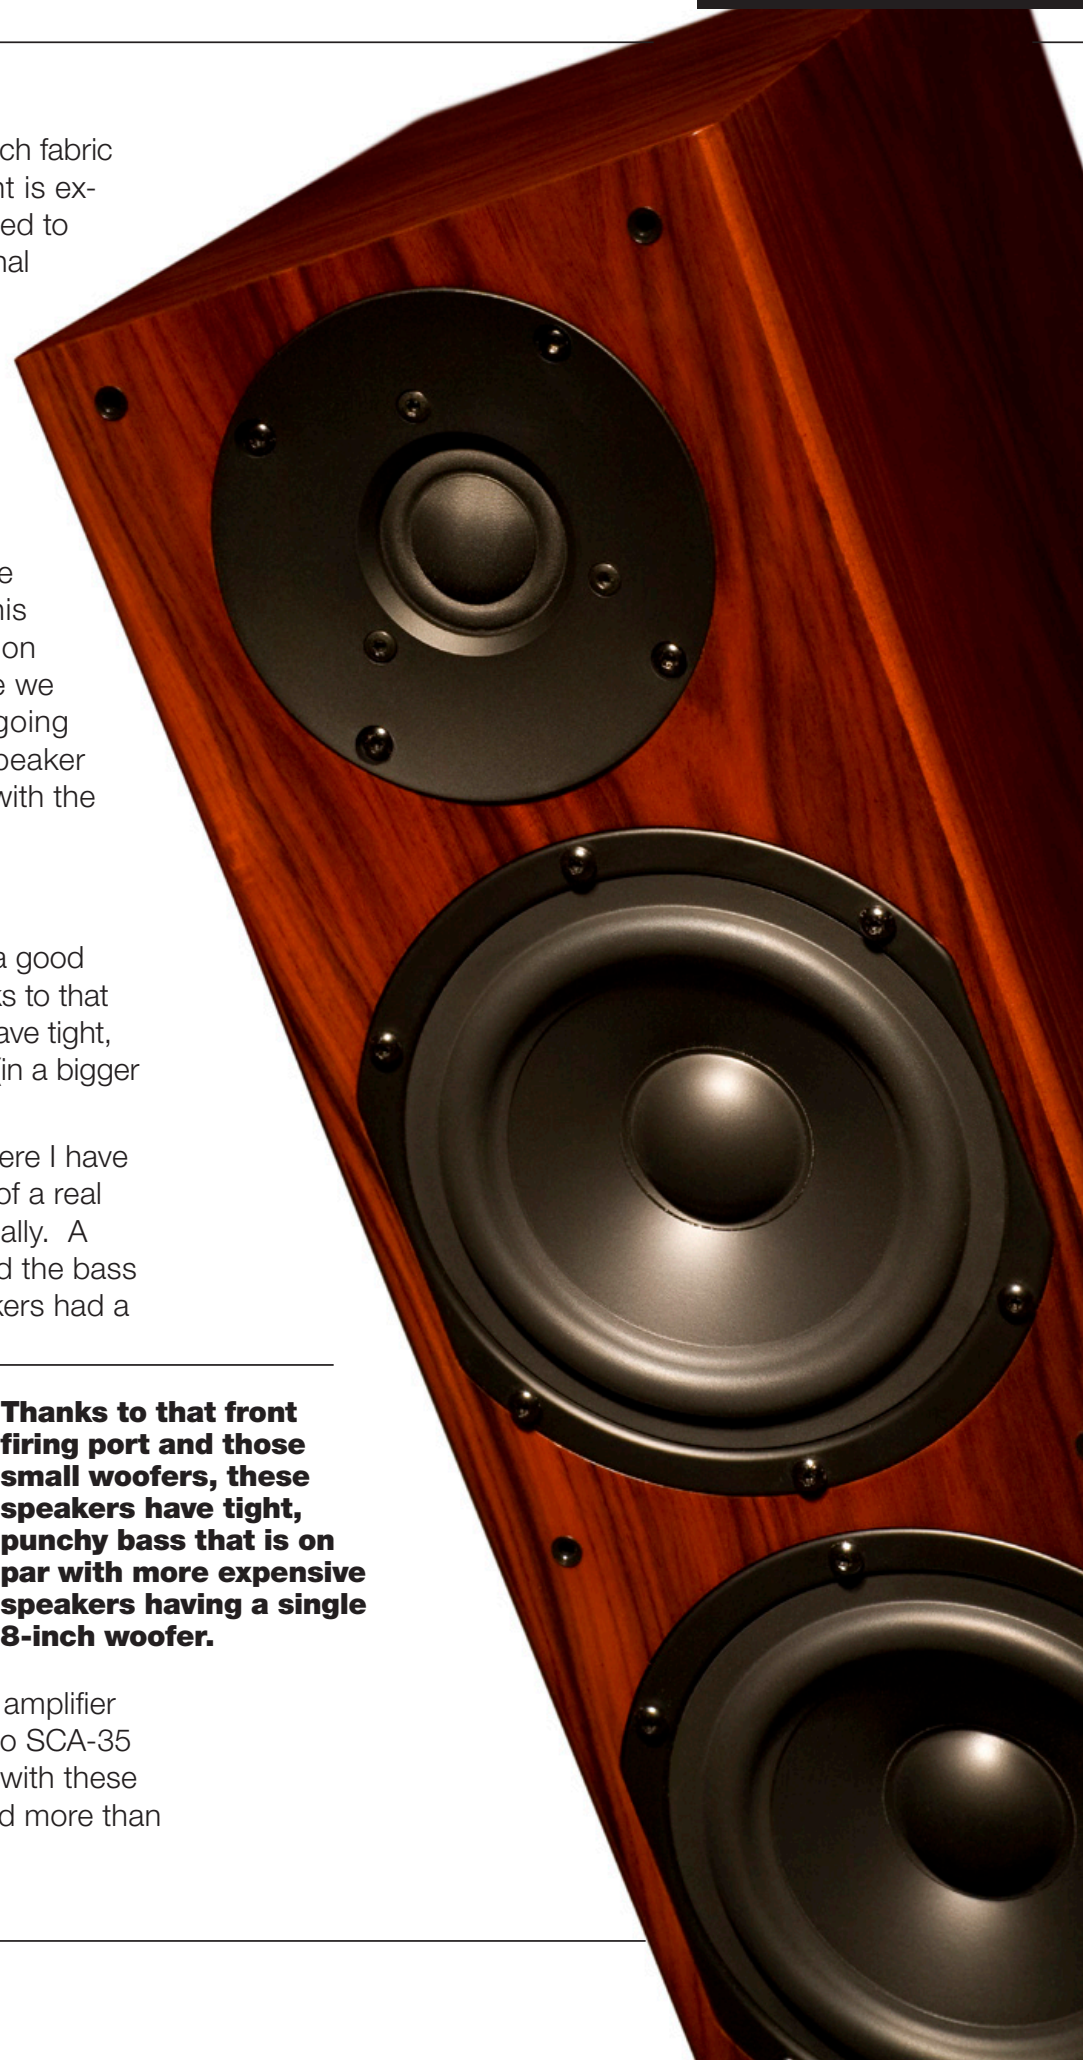 ch fabric
nt is ex-
ed to
nal
e
his
on
e we
going
peaker
with the
a good
ks to that
ave tight,
(in a bigger
ere I have
of a real
ally. A
d the bass
kers had a
Thanks to that front
firing port and those
small woofers, these
speakers have tight,
punchy bass that is on
par with more expensive
speakers having a single
8-inch woofer.
amplifier
o SCA-35
with these
d more than